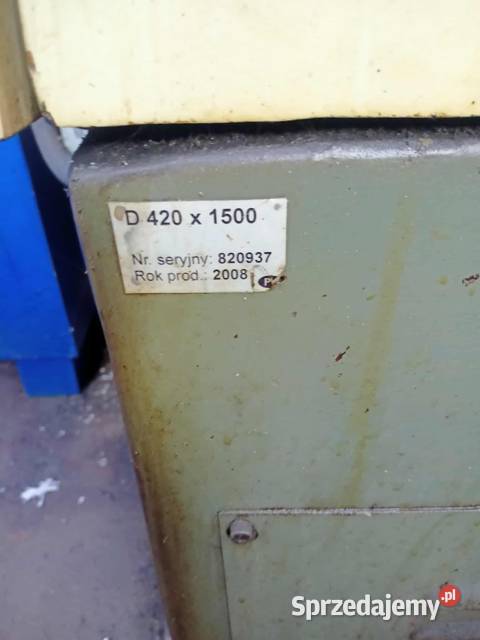 D 420 x 1500
Nr. seryjny: 820937
Rok prod.: 2008
Sprzedajemy.pl